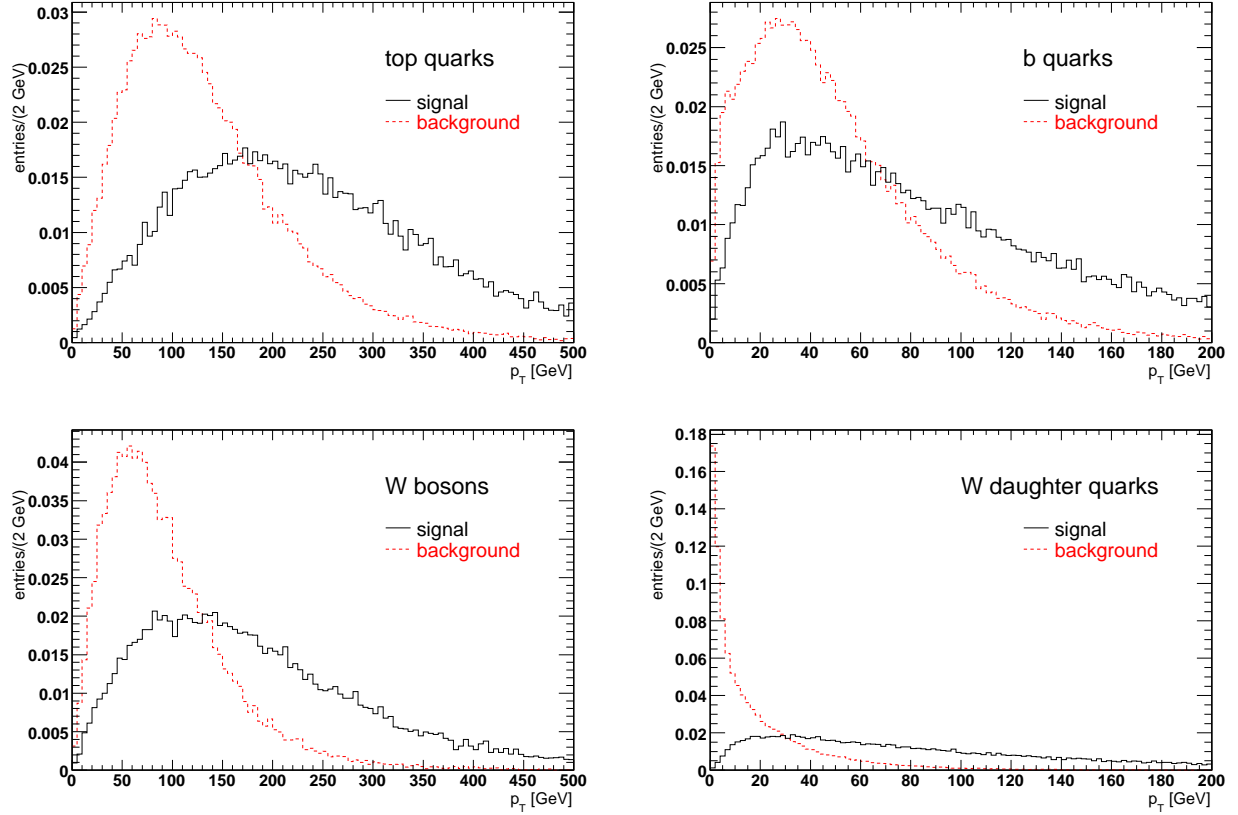 0.03
0.025
0.02
0.015
0.01
0.005
0
entries/(2 GeV)
top quarks
signal
background
0 50 100 150 200 250 300 350 400 450 500
p_T [GeV]
0.025
0.02
0.015
0.01
0.005
0
entries/(2 GeV)
b quarks
signal
background
0 20 40 60 80 100 120 140 160 180 200
p_T [GeV]
0.04
0.035
0.03
0.025
0.02
0.015
0.01
0.005
0
entries/(2 GeV)
W bosons
signal
background
0 50 100 150 200 250 300 350 400 450 500
p_T [GeV]
0.18
0.16
0.14
0.12
0.1
0.08
0.06
0.04
0.02
0
entries/(2 GeV)
W daughter quarks
signal
background
0 20 40 60 80 100 120 140 160 180 200
p_T [GeV]